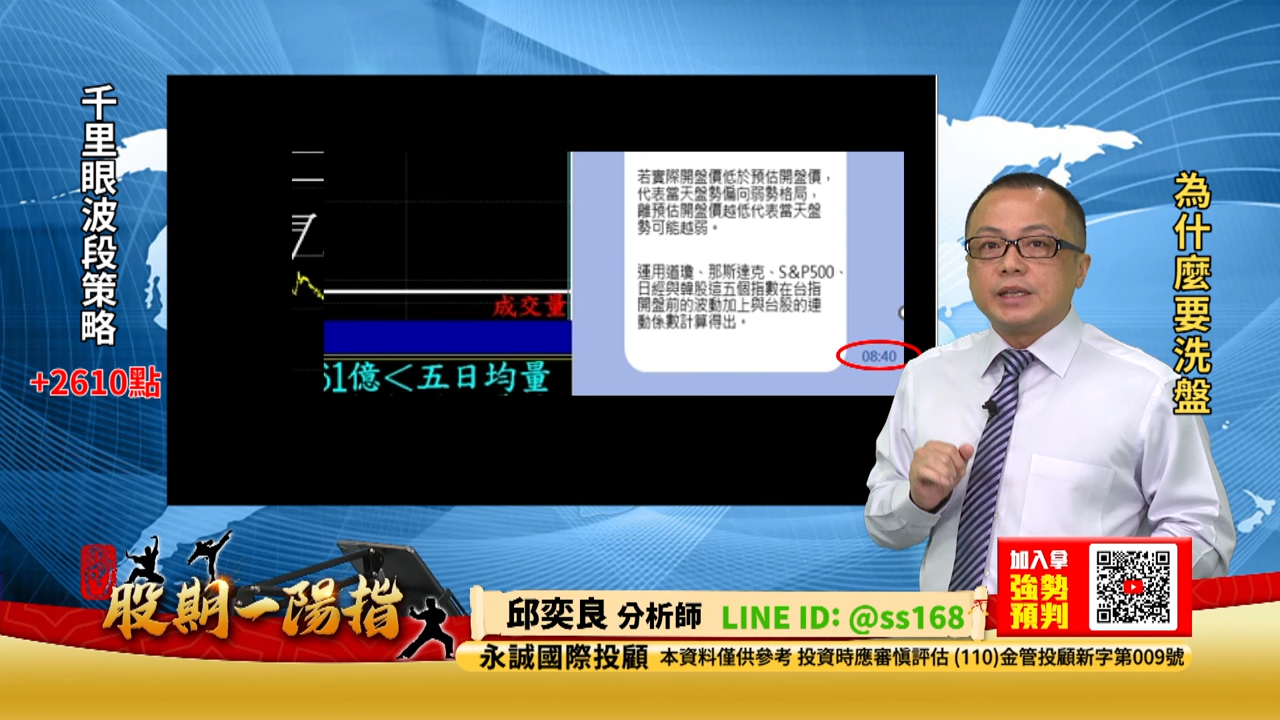 千里眼波段策略
+2610點
成交量
61億＜五日均量
若實際開盤價低於預估開盤價，
代表當天盤勢偏向弱勢格局，
離預估開盤價越低代表當天盤
勢可能越弱。
運用道瓊、那斯達克、S&P500、
日經與韓股這五個指數在台指
開盤前的波動加上與台股的連
動係數計算得出。
08:40
為什麼要洗盤
股期一陽指
邱奕良 分析師 LINE ID: @ss168
加入拿
強勢
預判
永誠國際投顧 本資料僅供參考 投資時應審慎評估 (110)金管投顧新字第009號